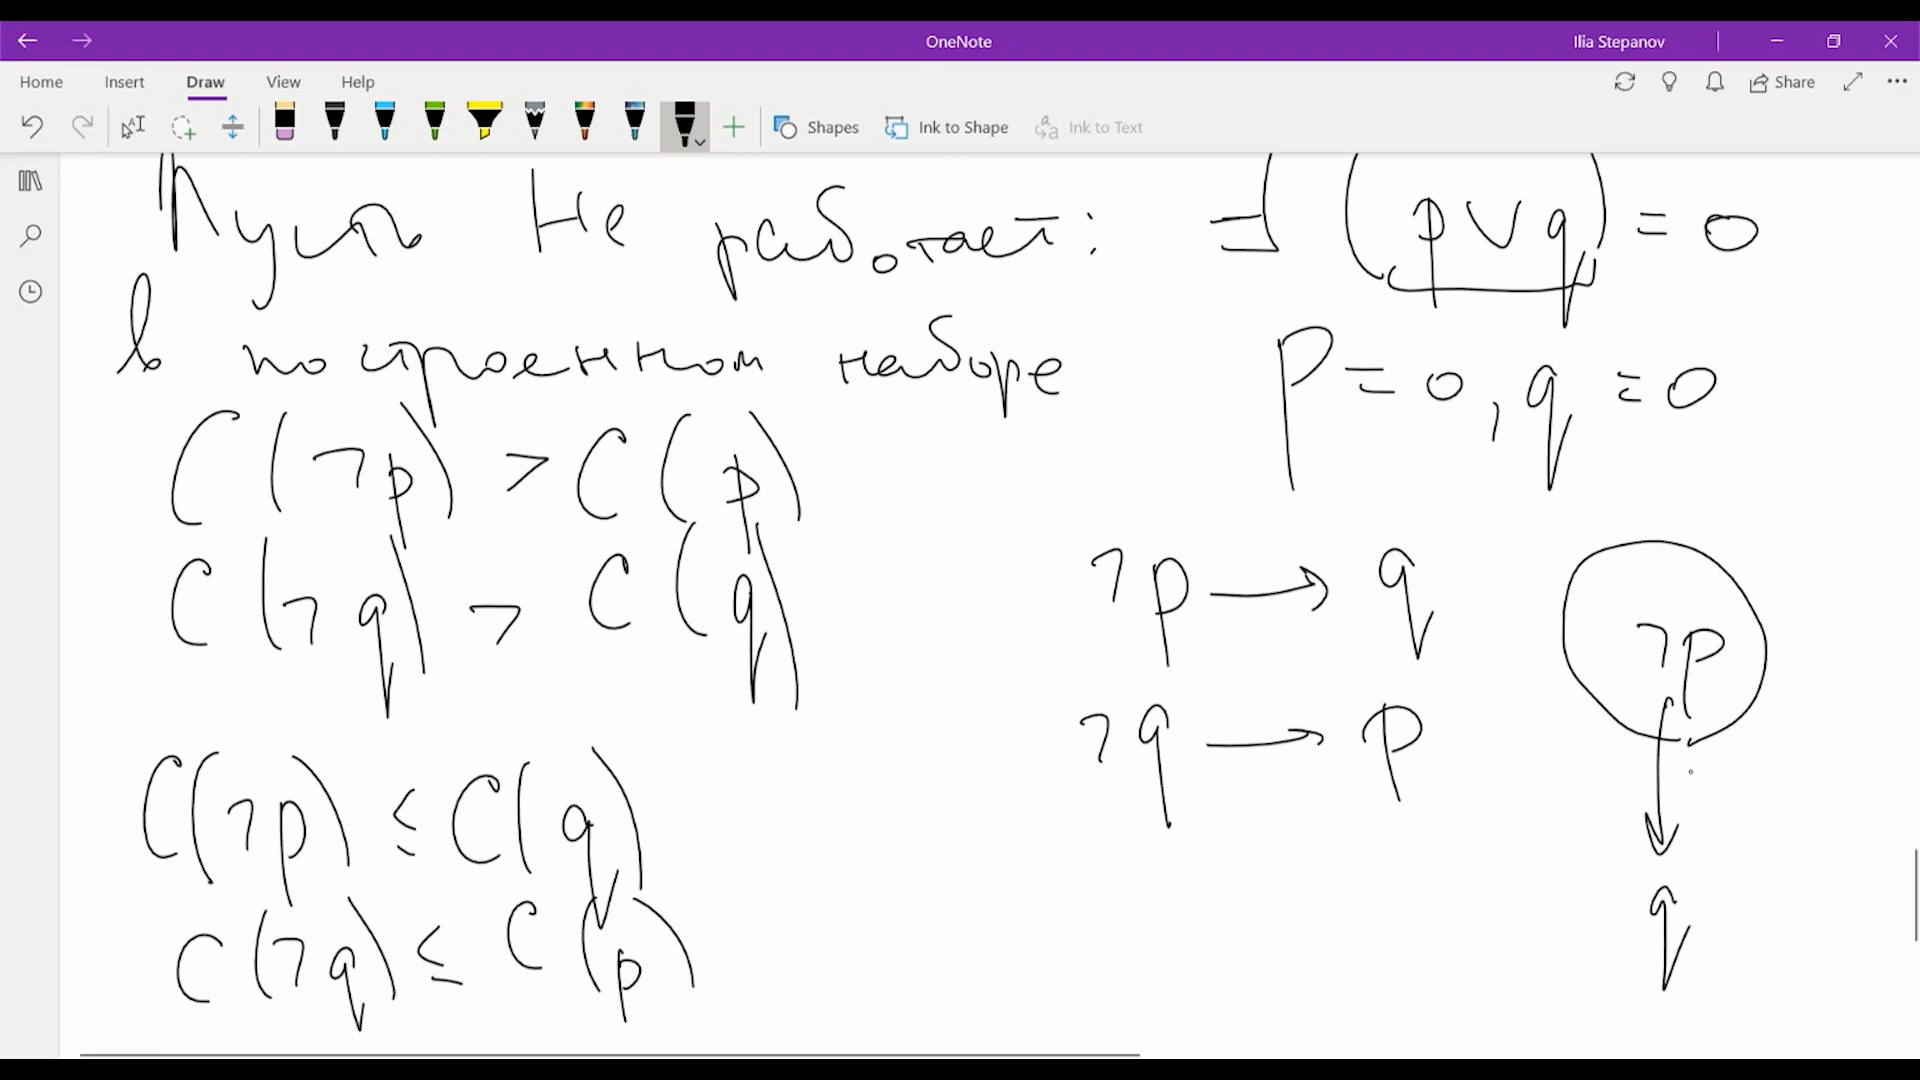 OneNote
Ilia Stepanov
Home Insert Draw View Help
Share
Shapes Ink to Shape Ink to Text
Пусть не работает: ∃ (p ∨ q) = 0
в построенном наборе
p = 0, q = 0
C(¬p) > C(p)
C(¬q) > C(q)
¬p → q
¬q → p
¬p
↓
q
C(¬p) ≤ C(q)
C(¬q) ≤ C(p)